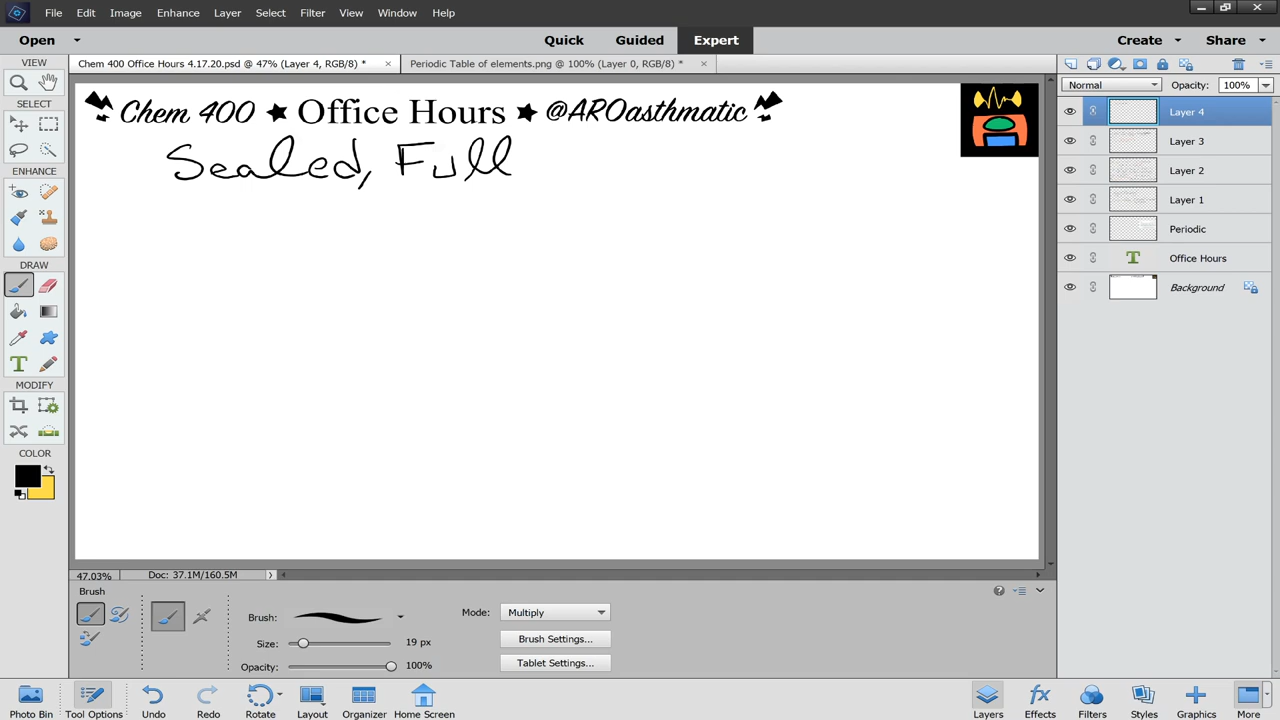 File Edit Image Enhance Layer Select Filter View Window Help
Open Quick Guided Expert Create Share
VIEW
Chem 400 Office Hours 4.17.20.psd @ 47% (Layer 4, RGB/8) * × Periodic Table of elements.png @ 100% (Layer 0, RGB/8) * ×
Normal Opacity: 100%
Chem 400 ★ Office Hours ★ @AROasthmatic
Sealed, Full
SELECT
ENHANCE
DRAW
MODIFY
COLOR
Layer 4
Layer 3
Layer 2
Layer 1
Periodic
T Office Hours
Background
47.03% Doc: 37.1M/160.5M
Brush
Brush:
Size: 19 px
Opacity: 100%
Mode: Multiply
Brush Settings...
Tablet Settings...
Photo Bin Tool Options Undo Redo Rotate Layout Organizer Home Screen Layers Effects Filters Styles Graphics More